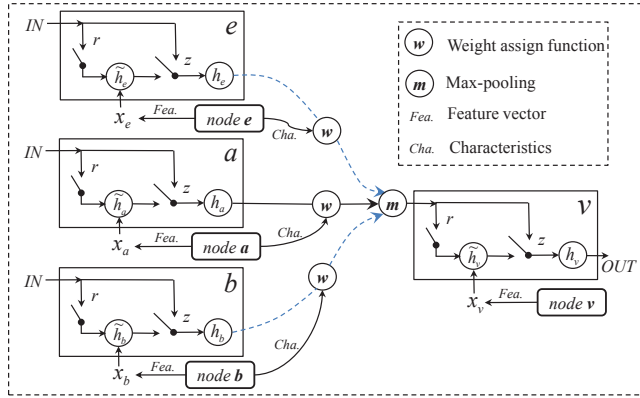 IN
e
r
z
h̃e
he
xe
Fea.
node e
Cha.
w
IN
a
r
z
h̃a
ha
xa
Fea.
node a
Cha.
w
IN
b
r
z
h̃b
hb
xb
Fea.
node b
Cha.
w
m
v
r
z
h̃v
hv
OUT
xv
Fea.
node v
w Weight assign function
m Max-pooling
Fea. Feature vector
Cha. Characteristics